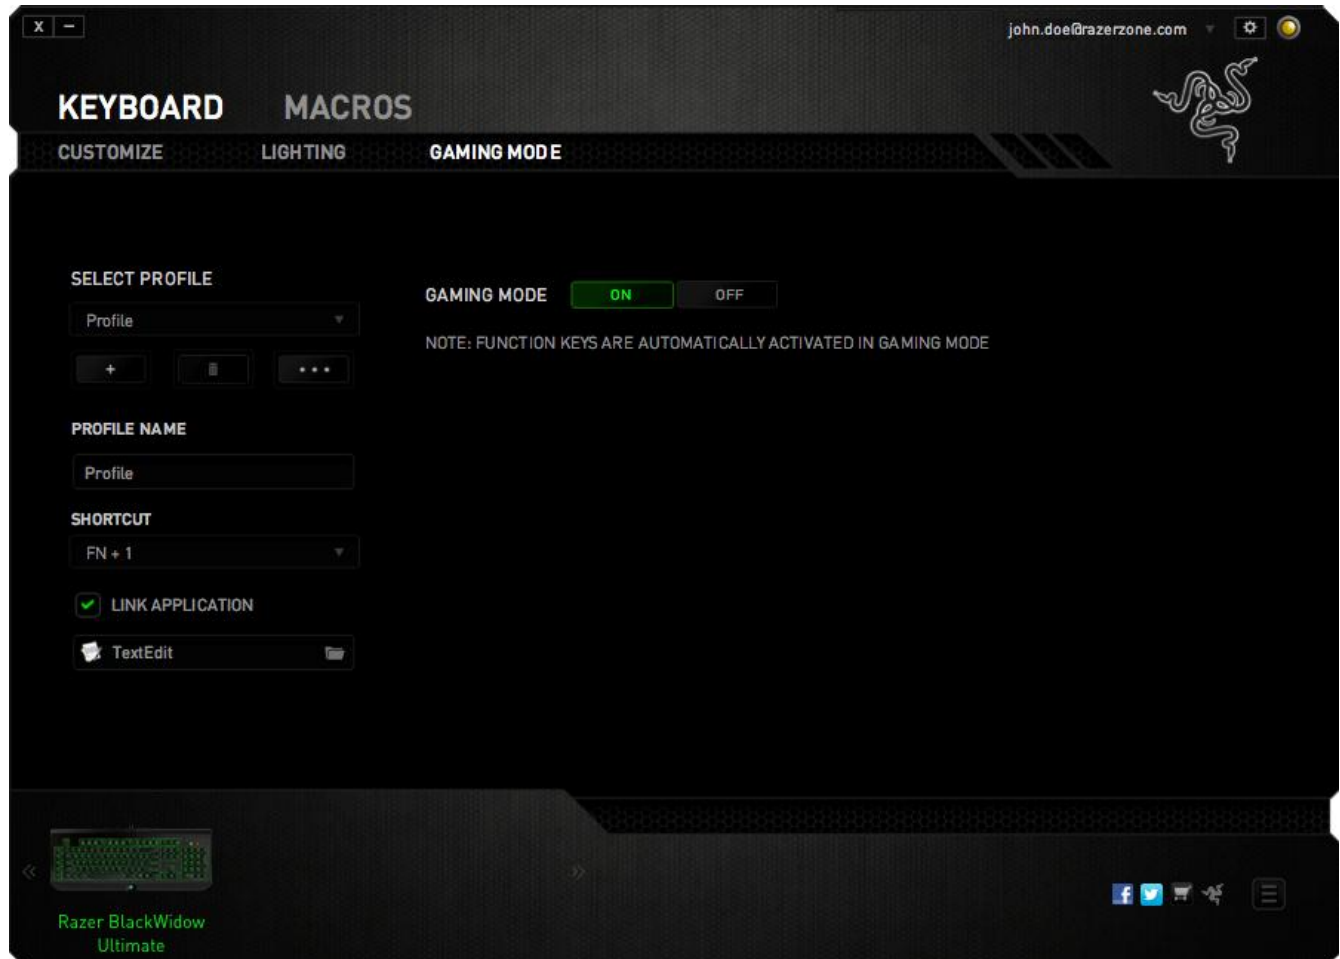 X –
john.doe@razerzone.com
KEYBOARD MACROS
CUSTOMIZE LIGHTING GAMING MODE
SELECT PROFILE
Profile
+ •••
PROFILE NAME
Profile
SHORTCUT
FN + 1
LINK APPLICATION
TextEdit
GAMING MODE ON OFF
NOTE: FUNCTION KEYS ARE AUTOMATICALLY ACTIVATED IN GAMING MODE
Razer BlackWidow
Ultimate